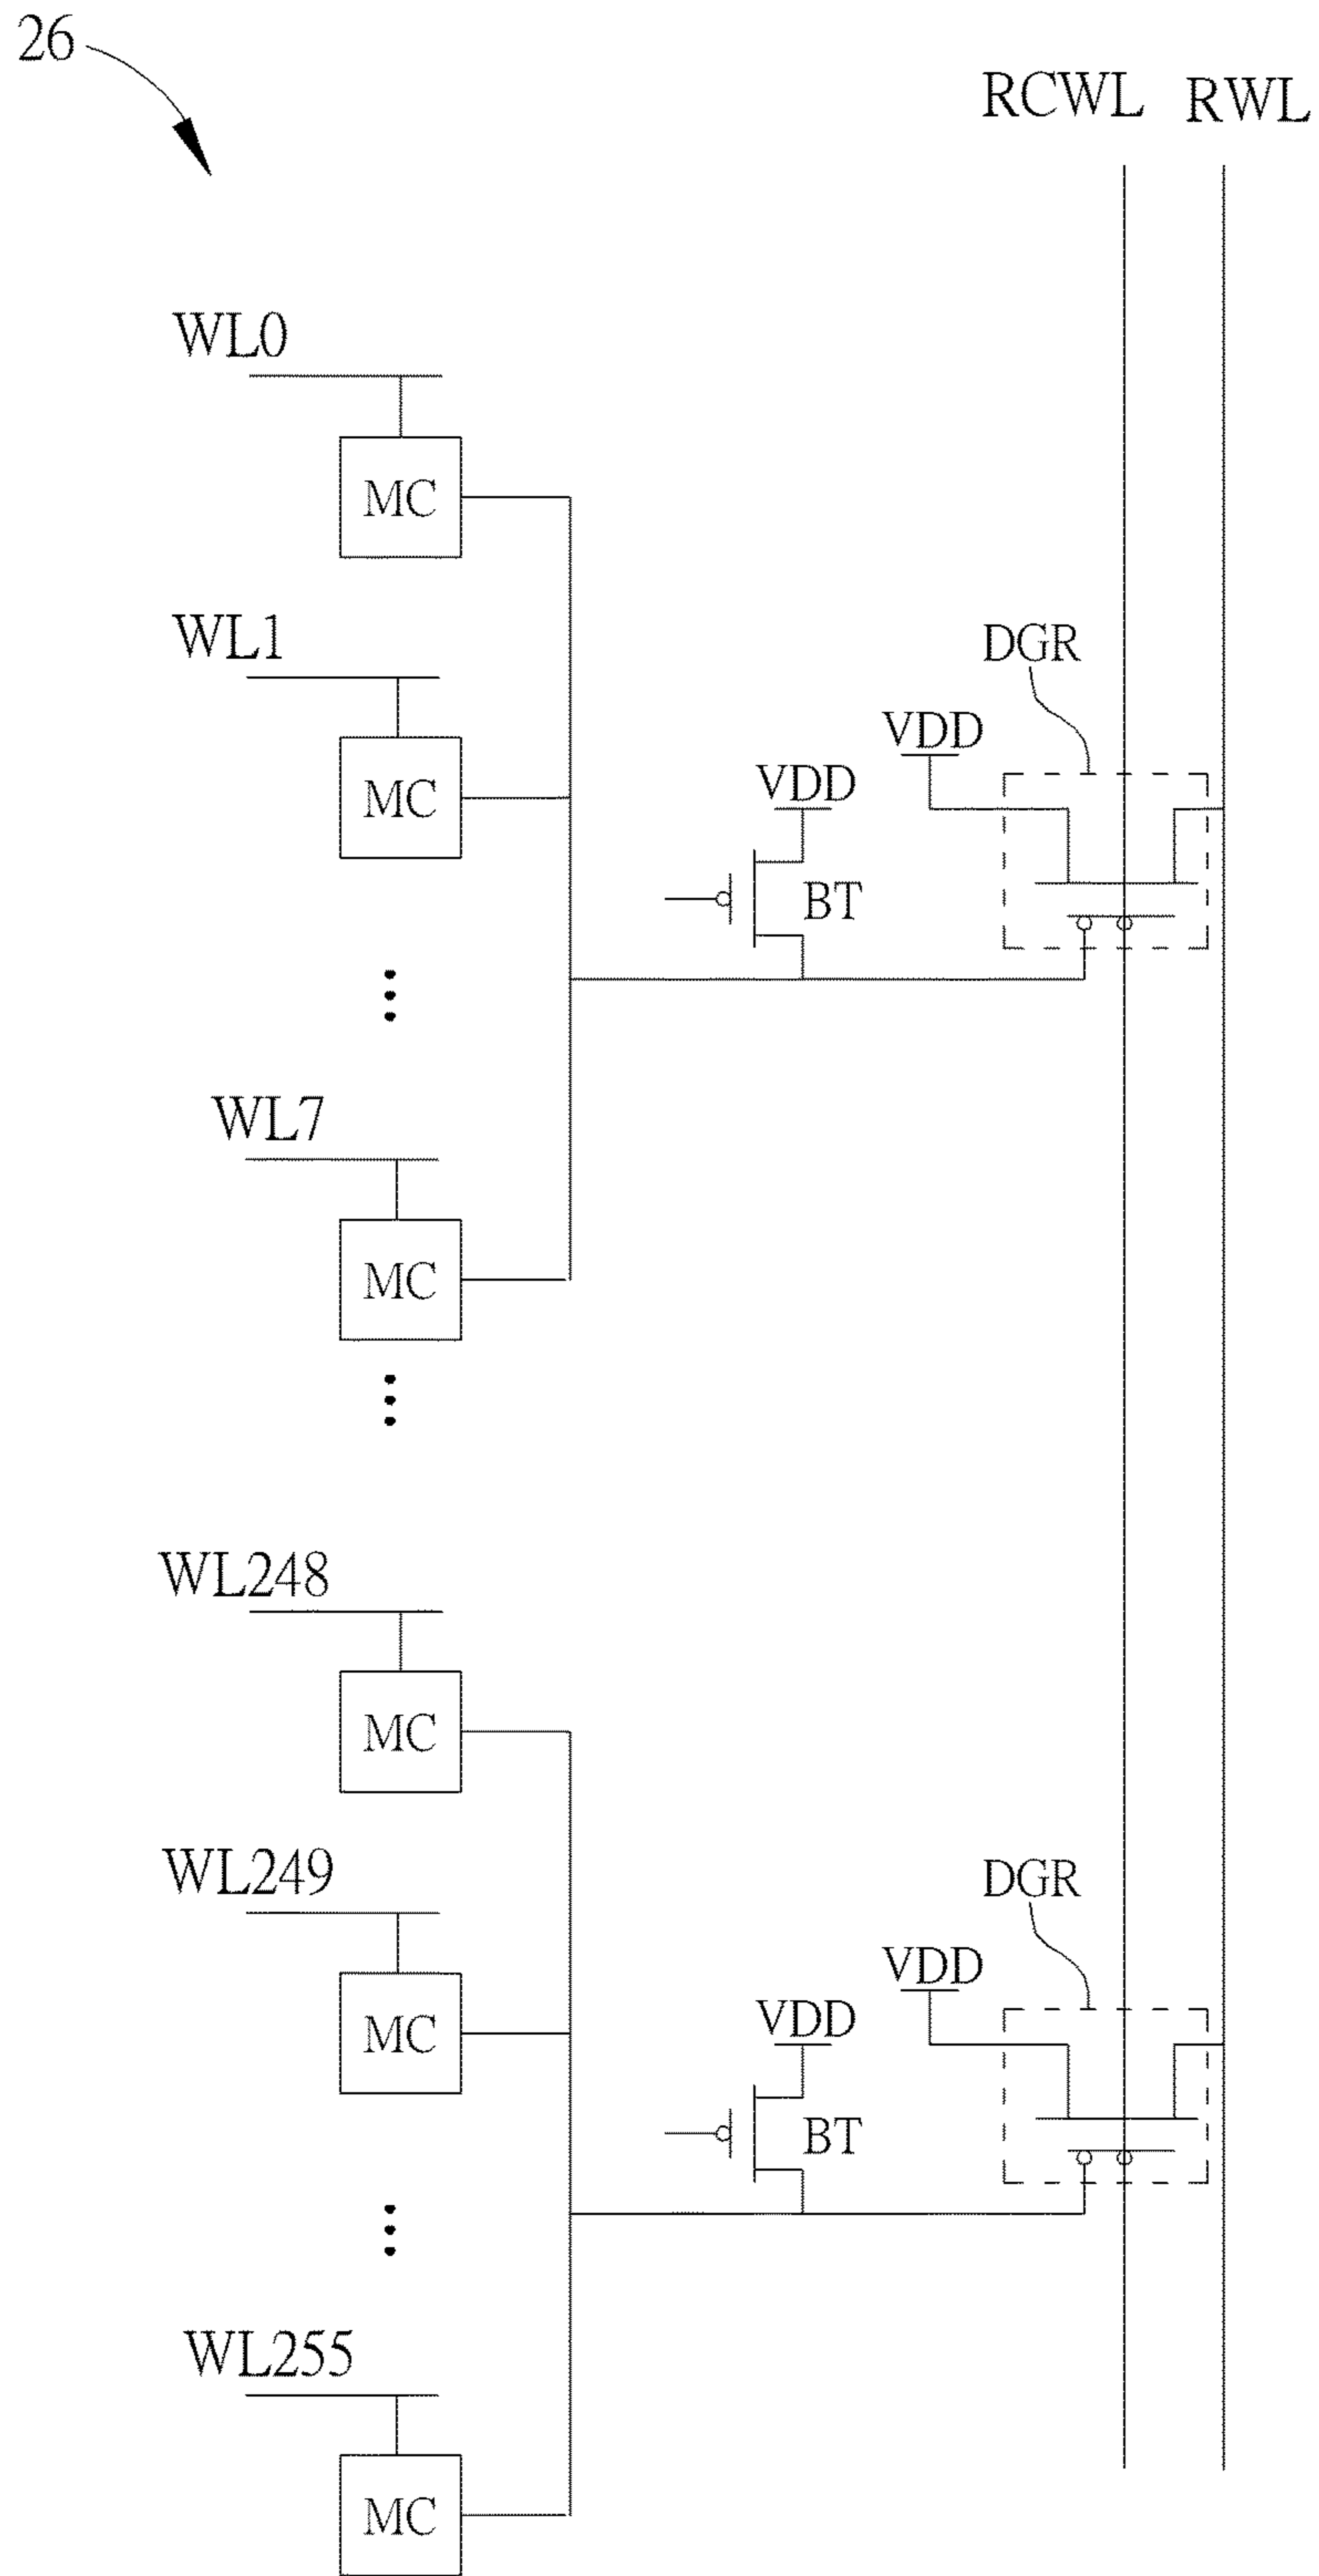 26
RCWL RWL
WL0
MC
WL1
DGR
VDD
VDD
MC
BT
WL7
MC
WL248
MC
WL249
DGR
VDD
VDD
MC
BT
WL255
MC